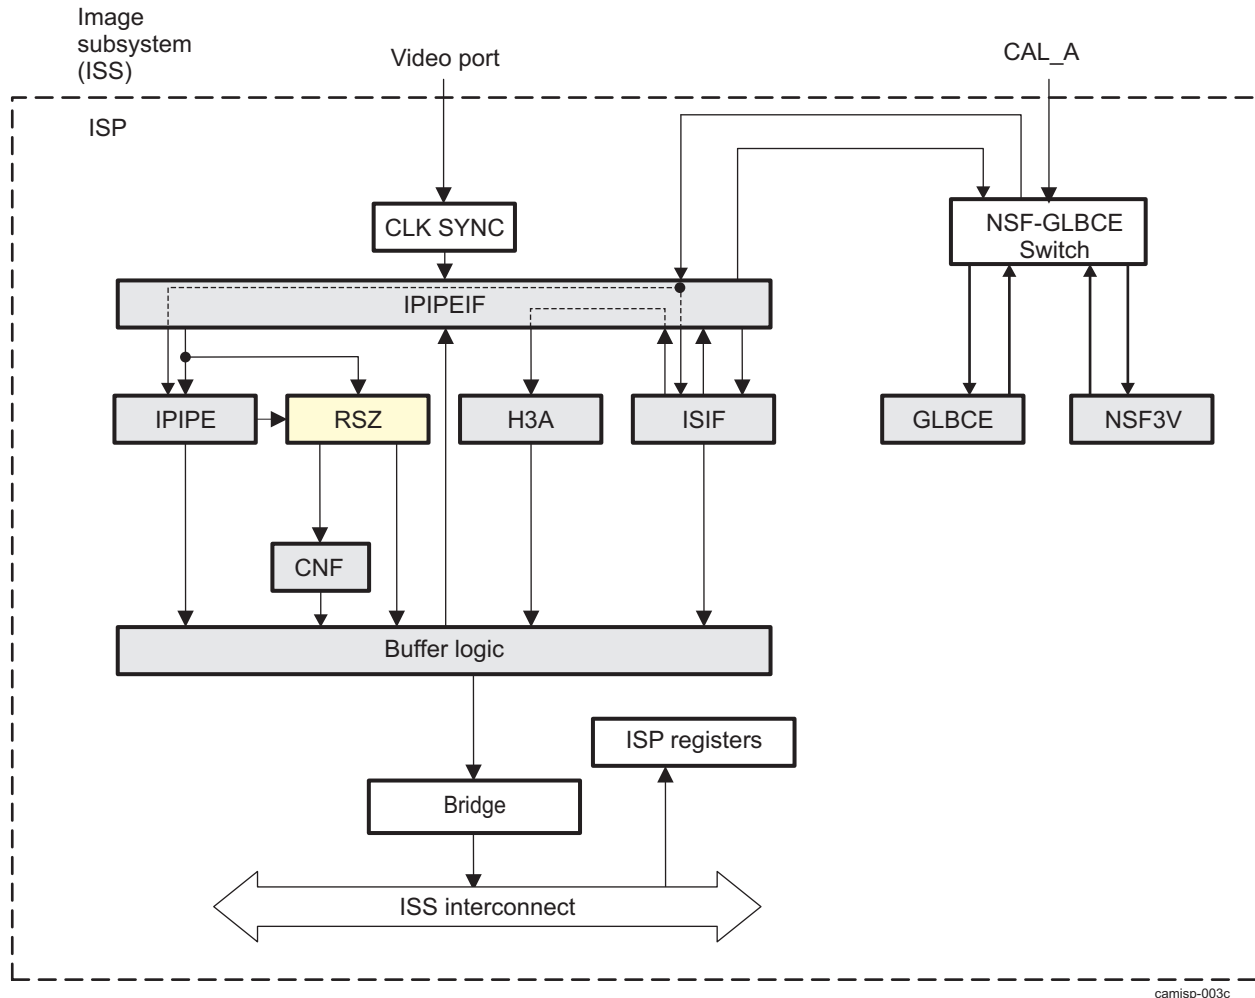 Image
subsystem
(ISS)
Video port
CAL_A
ISP
CLK SYNC
NSF-GLBCE
Switch
IPIPEIF
IPIPE
RSZ
H3A
ISIF
GLBCE
NSF3V
CNF
Buffer logic
ISP registers
Bridge
ISS interconnect
camisp-003c